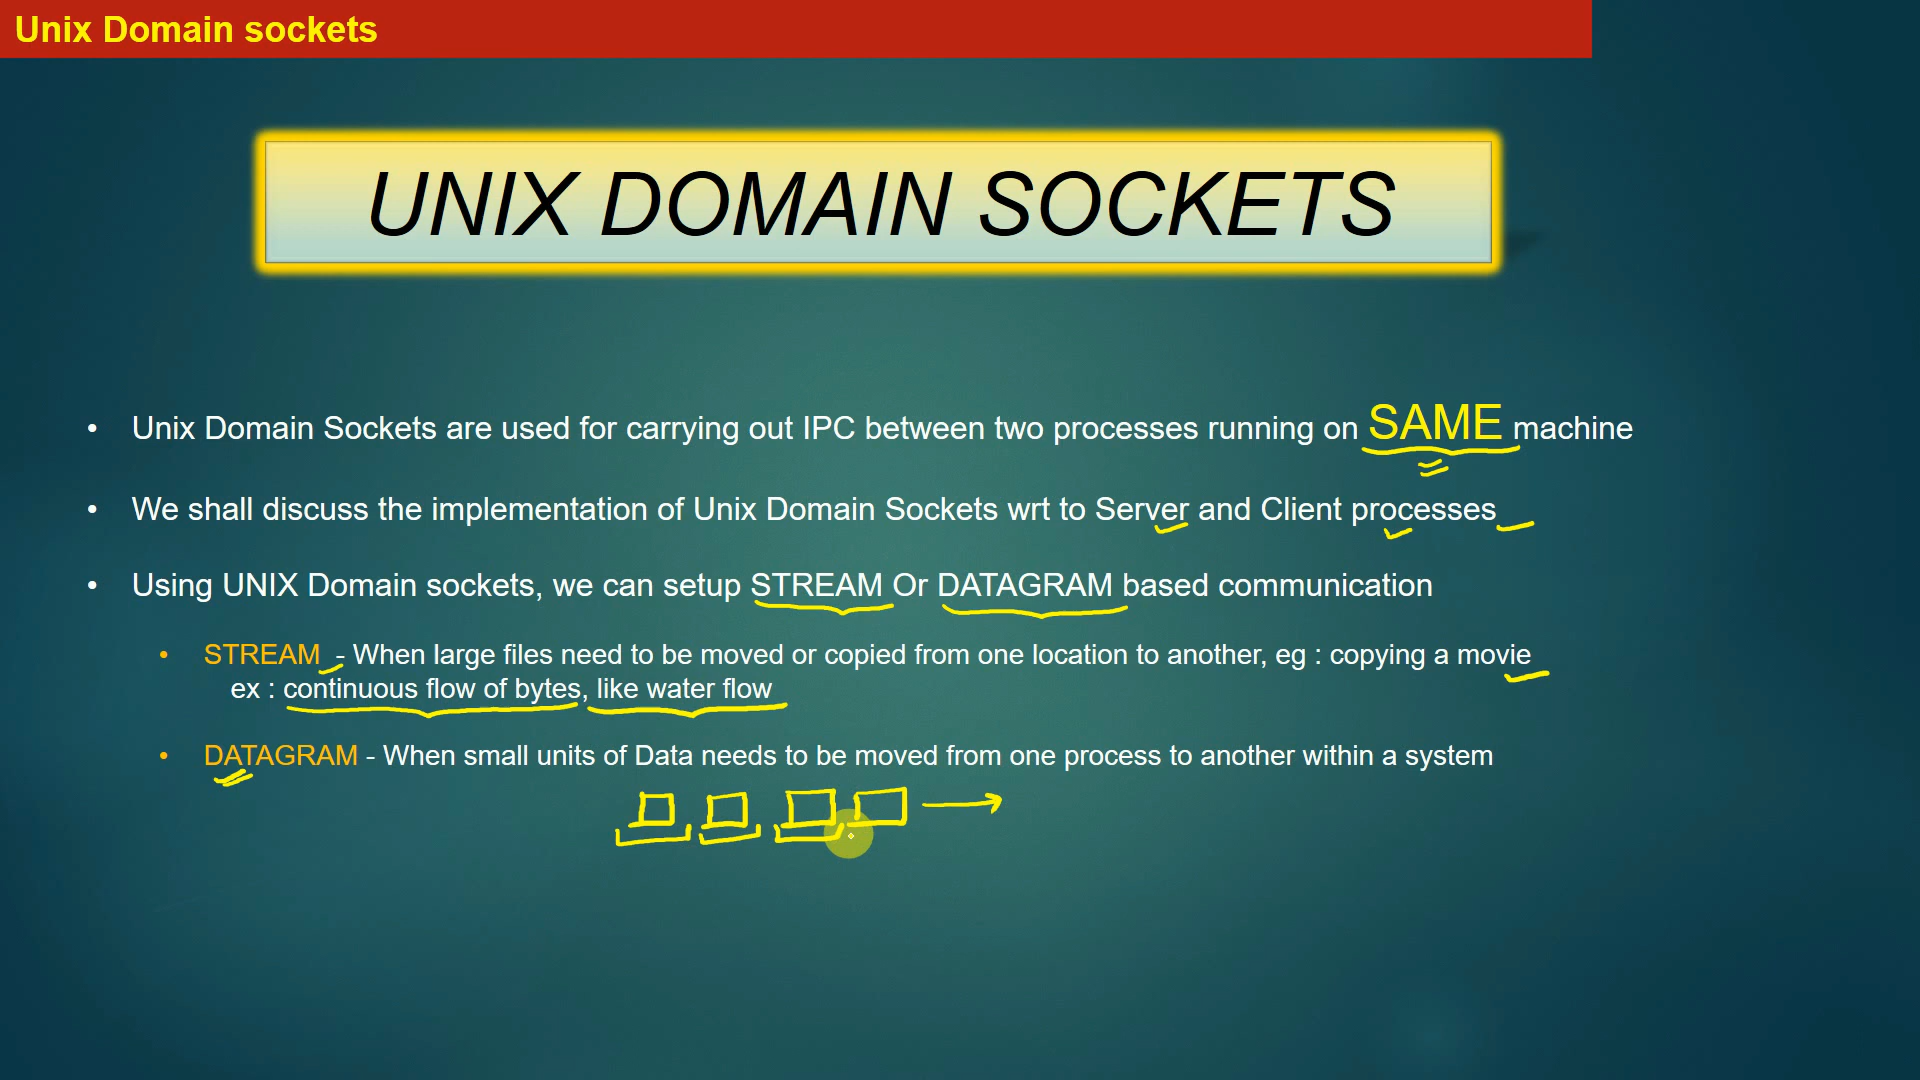 Unix Domain sockets
UNIX DOMAIN SOCKETS
• Unix Domain Sockets are used for carrying out IPC between two processes running on SAME machine
• We shall discuss the implementation of Unix Domain Sockets wrt to Server and Client processes
• Using UNIX Domain sockets, we can setup STREAM Or DATAGRAM based communication
• STREAM - When large files need to be moved or copied from one location to another, eg : copying a movie
ex : continuous flow of bytes, like water flow
• DATAGRAM - When small units of Data needs to be moved from one process to another within a system